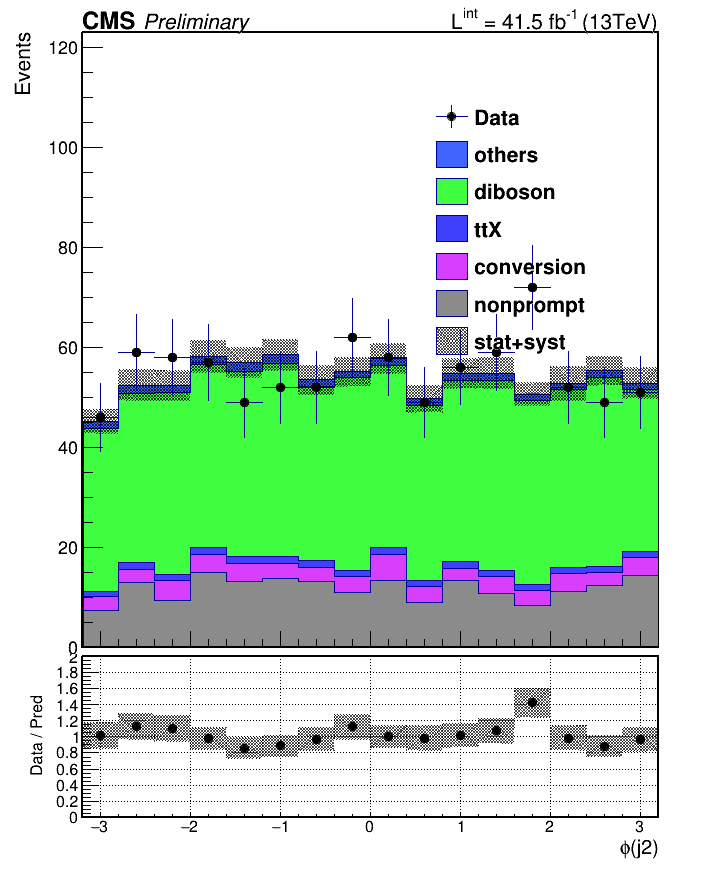 CMS Preliminary L^int = 41.5 fb^-1 (13TeV)
Events
120
100
80
60
40
20
0
Data
others
diboson
ttX
conversion
nonprompt
stat+syst
Data / Pred
2
1.8
1.6
1.4
1.2
1
0.8
0.6
0.4
0.2
0
−3 −2 −1 0 1 2 3
ϕ(j2)